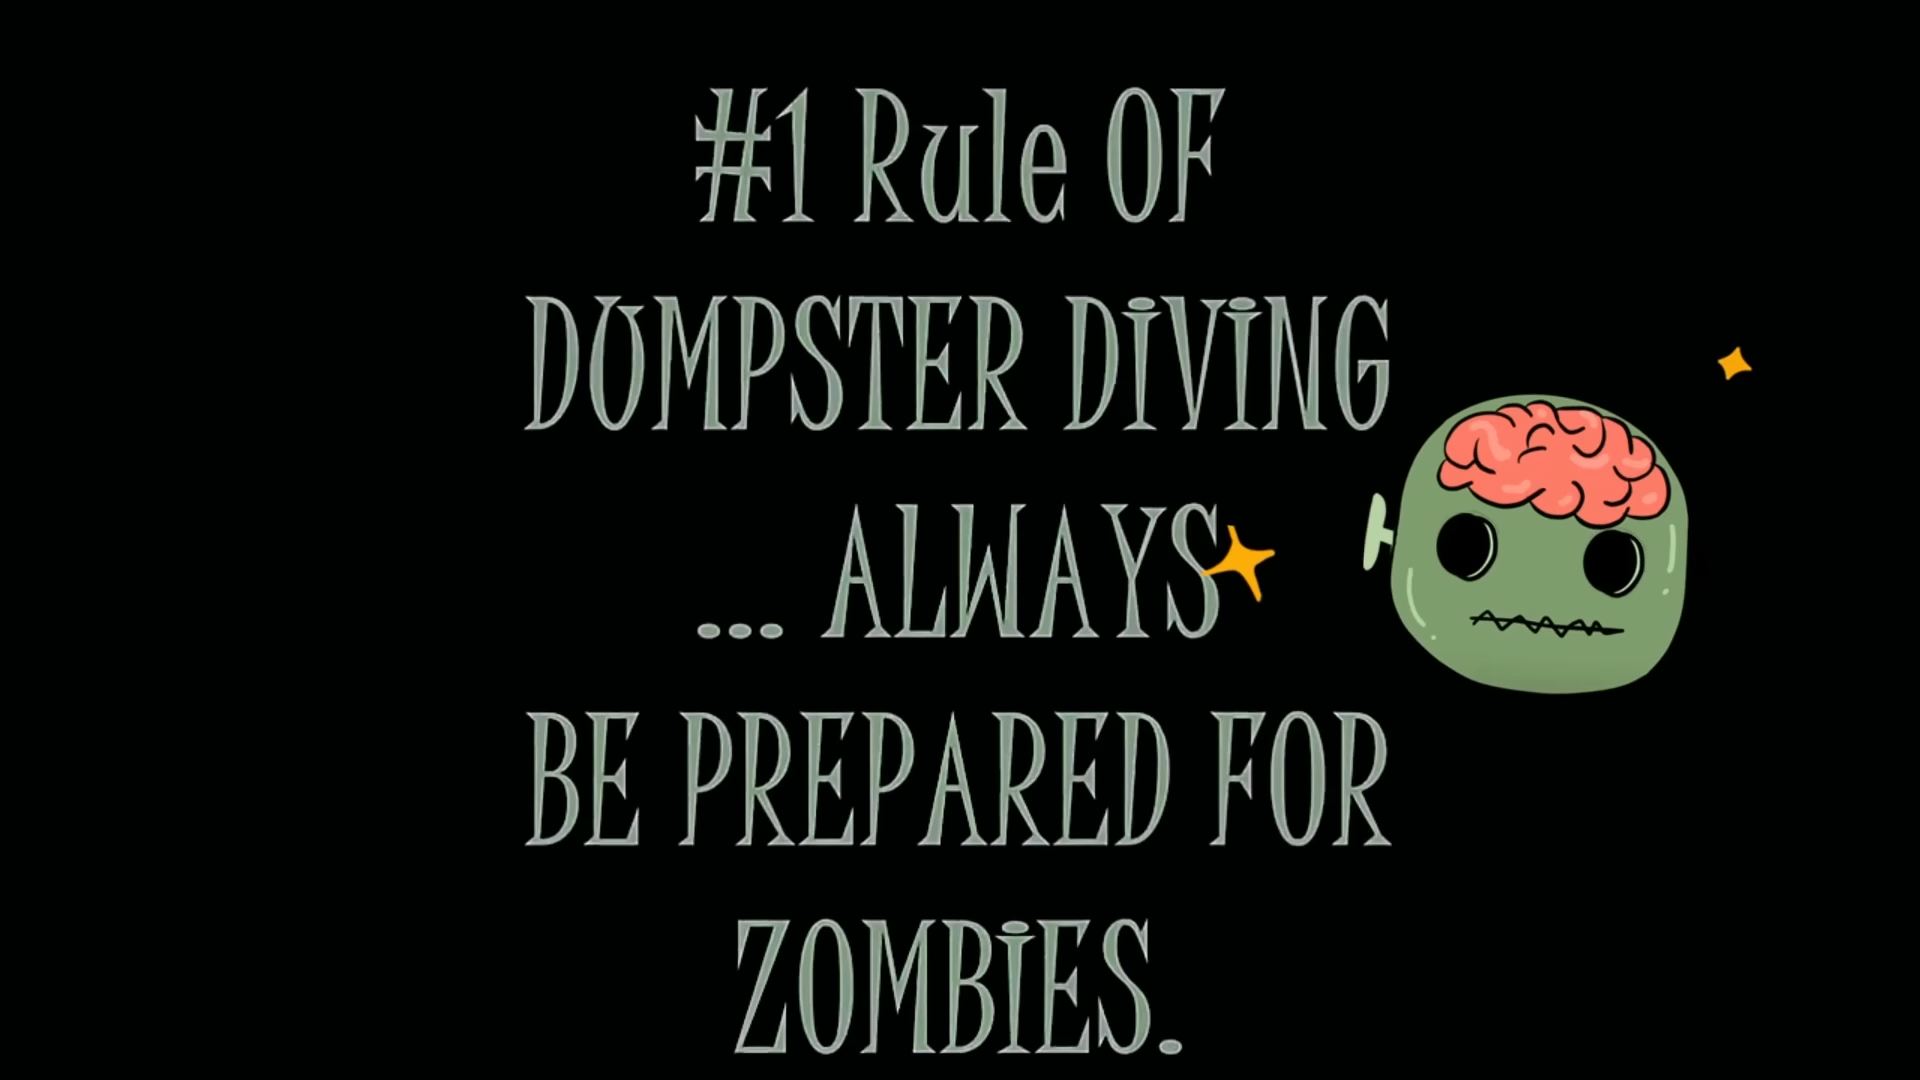 #1 Rule OF
DUMPSTER DIVING
... ALWAYS
BE PREPARED FOR
ZOMBIES.